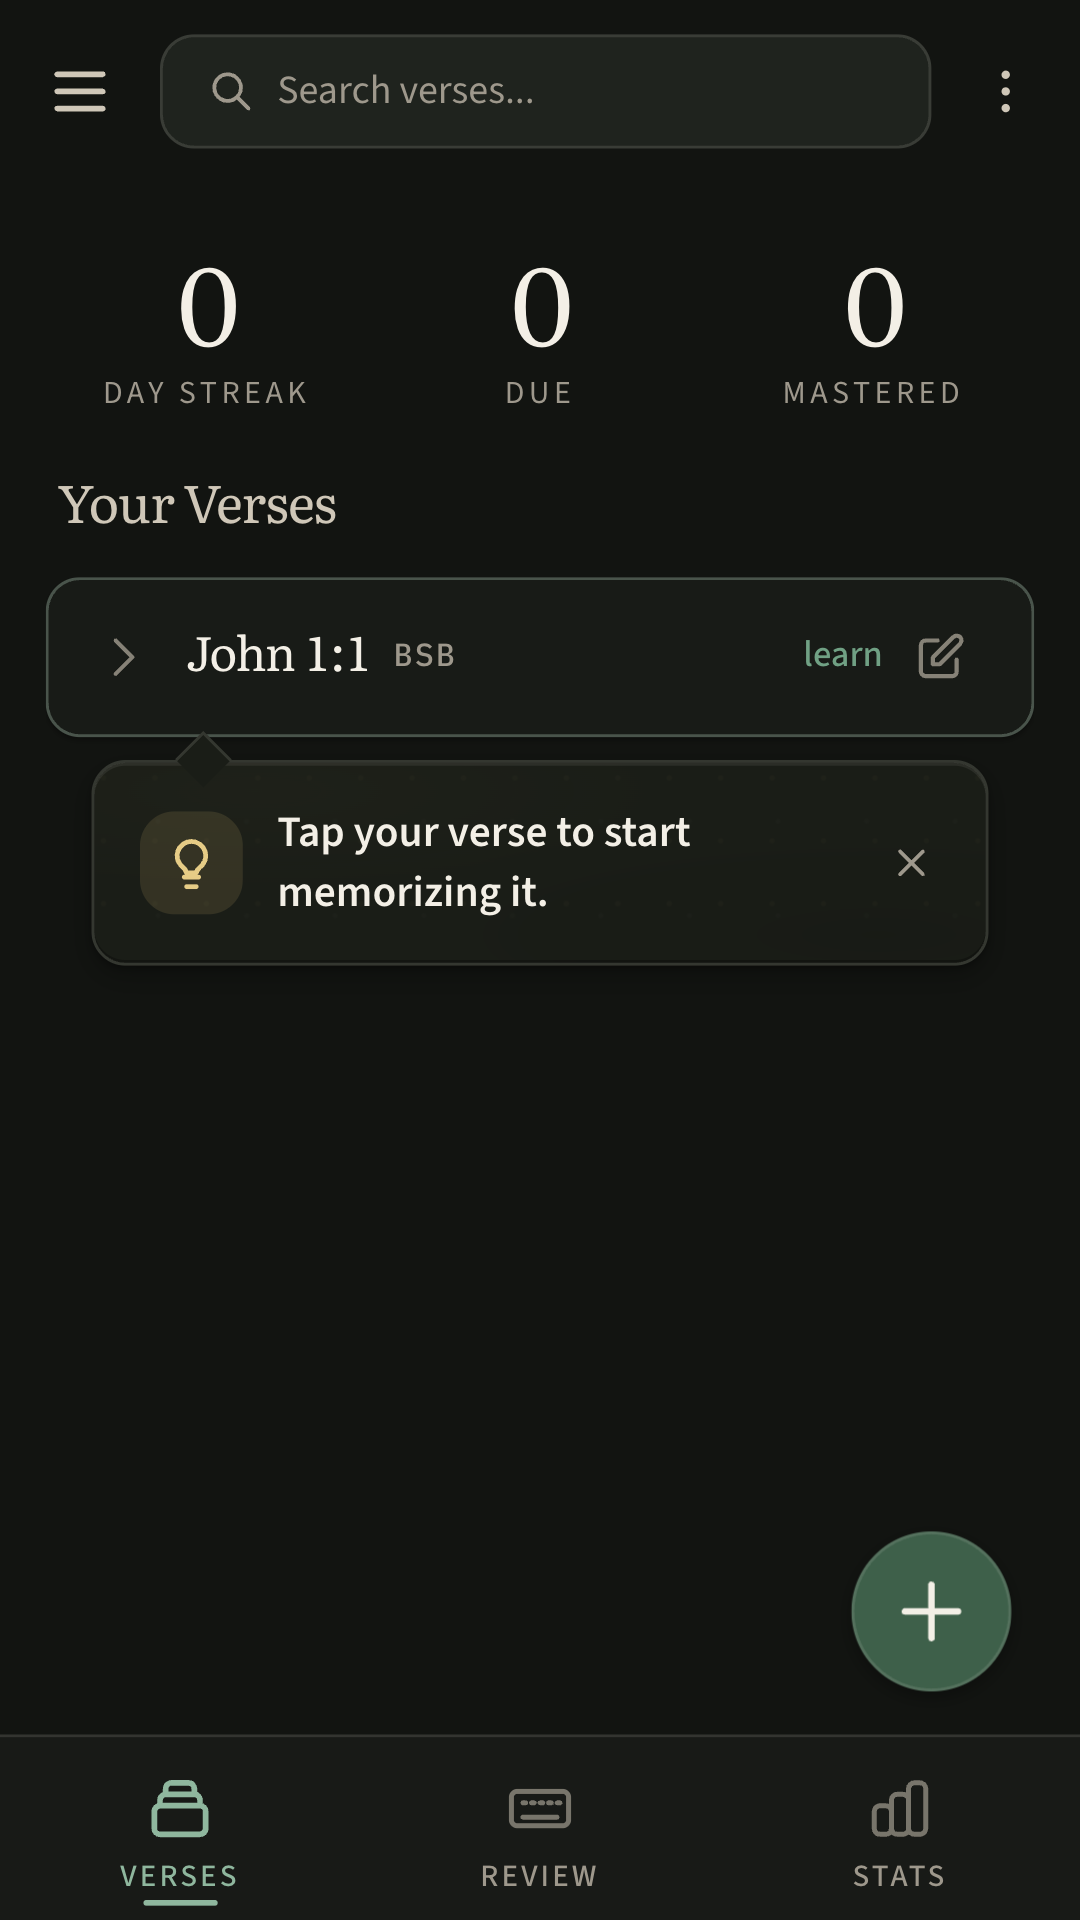 Search verses...
0 0 0
DAY STREAK DUE MASTERED
Your Verses
John 1:1 BSB learn
Tap your verse to start
memorizing it.
VERSES REVIEW STATS